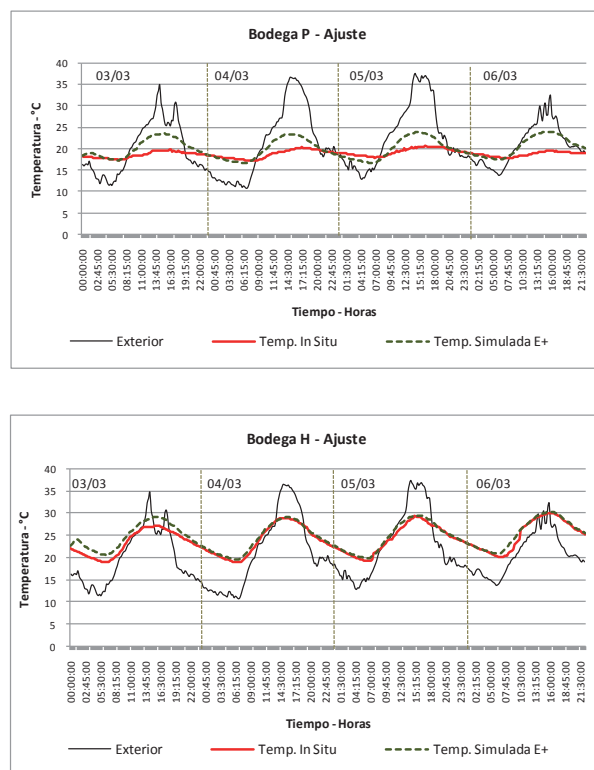 Bodega P - Ajuste
Temperatura - °C
40
35
30
25
20
15
10
5
0
03/03 04/03 05/03 06/03
00:00:00 02:45:00 05:30:00 08:15:00 11:00:00 13:45:00 16:30:00 19:15:00 22:00:00 00:45:00 03:30:00 06:15:00 09:00:00 11:45:00 14:30:00 17:15:00 20:00:00 22:45:00 01:30:00 04:15:00 07:00:00 09:45:00 12:30:00 15:15:00 18:00:00 20:45:00 23:30:00 02:15:00 05:00:00 07:45:00 10:30:00 13:15:00 16:00:00 18:45:00 21:30:00
Tiempo - Horas
Exterior Temp. In Situ Temp. Simulada E+
Bodega H - Ajuste
Temperatura - °C
40
35
30
25
20
15
10
5
0
03/03 04/03 05/03 06/03
00:00:00 02:45:00 05:30:00 08:15:00 11:00:00 13:45:00 16:30:00 19:15:00 22:00:00 00:45:00 03:30:00 06:15:00 09:00:00 11:45:00 14:30:00 17:15:00 20:00:00 22:45:00 01:30:00 04:15:00 07:00:00 09:45:00 12:30:00 15:15:00 18:00:00 20:45:00 23:30:00 02:15:00 05:00:00 07:45:00 10:30:00 13:15:00 16:00:00 18:45:00 21:30:00
Tiempo - Horas
Exterior Temp. In Situ Temp. Simulada E+